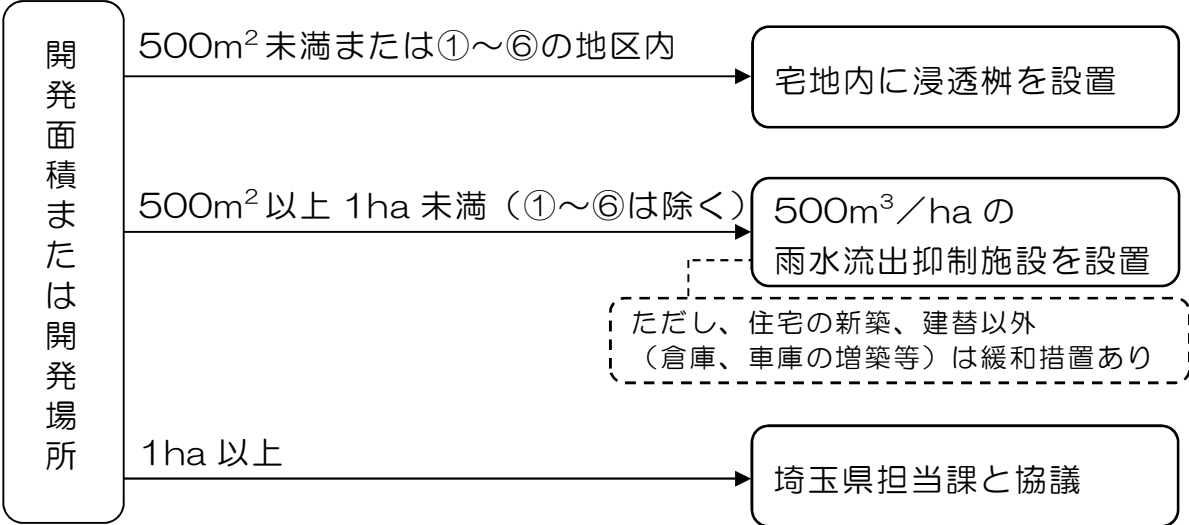 開発面積または開発場所
500m²未満または①～⑥の地区内
宅地内に浸透桝を設置
500m²以上 1ha 未満（①～⑥は除く）
500m³／ha の
雨水流出抑制施設を設置
ただし、住宅の新築、建替以外
（倉庫、車庫の増築等）は緩和措置あり
1ha 以上
埼玉県担当課と協議